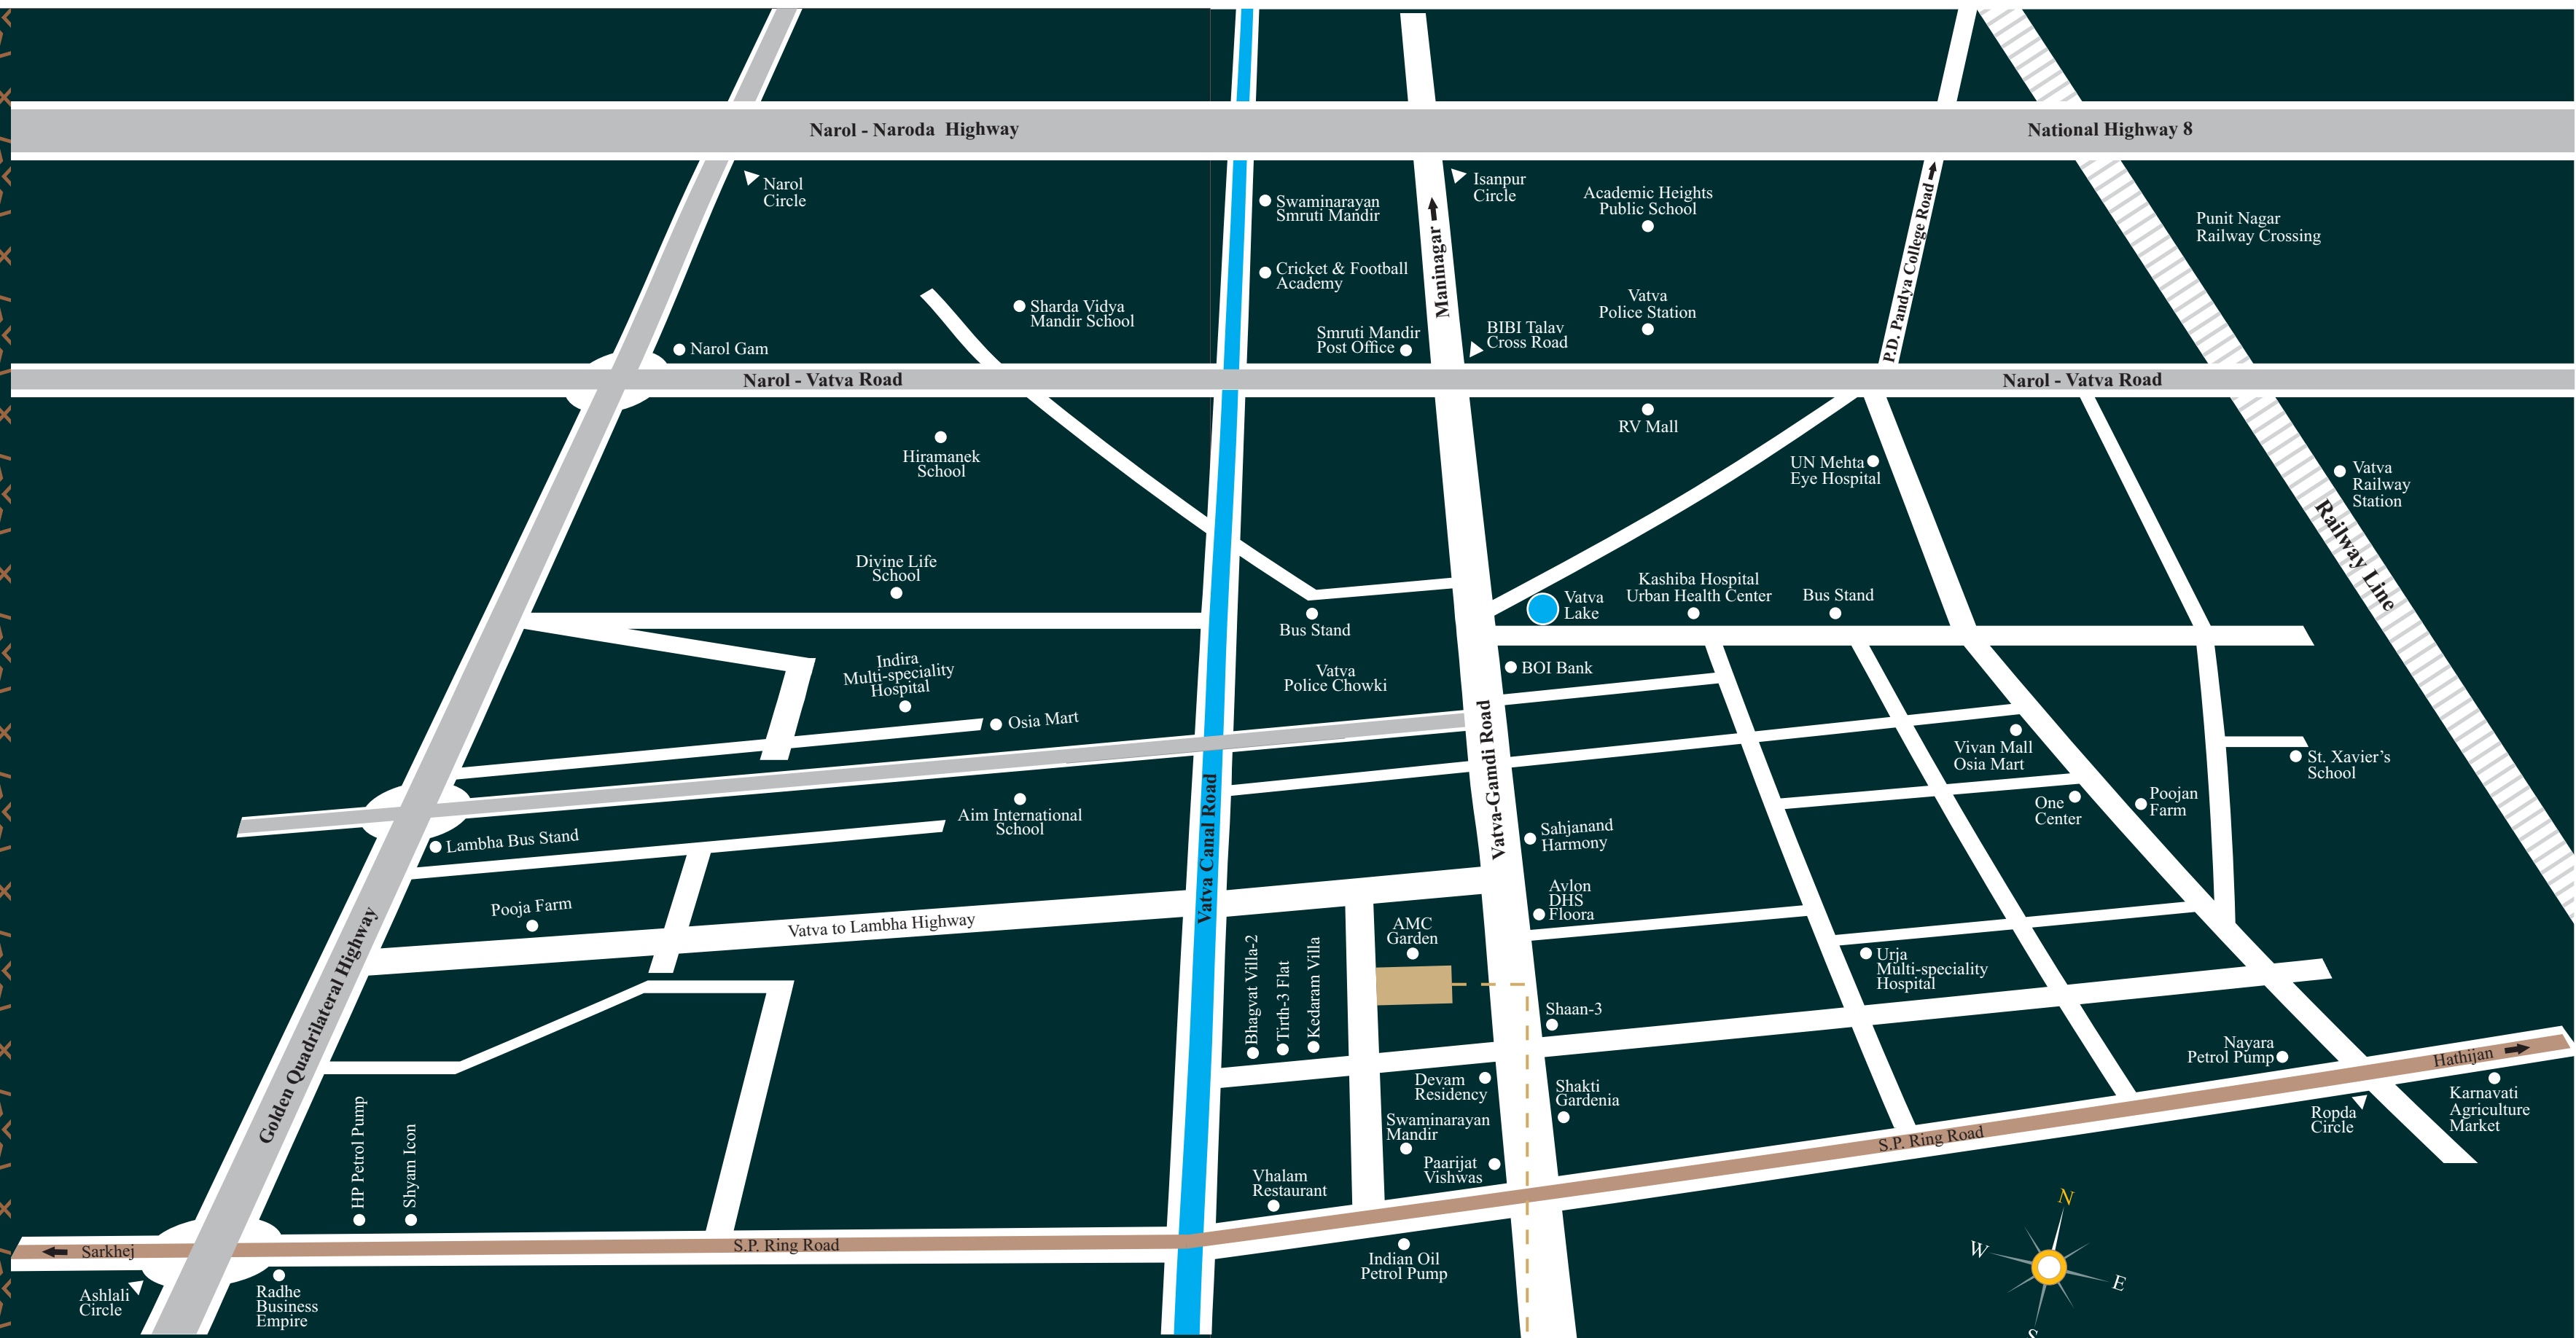 Narol - Naroda Highway
National Highway 8
Narol
Circle
Swaminarayan
Smruti Mandir
Isanpur
Circle
Academic Heights
Public School
P.D. Pandya College Road
Punit Nagar
Railway Crossing
Maninagar
Cricket & Football
Academy
Sharda Vidya
Mandir School
Vatva
Police Station
Smruti Mandir
Post Office
BIBI Talav
Cross Road
Narol Gam
Narol - Vatva Road
Narol - Vatva Road
RV Mall
Hiramanek
School
UN Mehta
Eye Hospital
Vatva
Railway
Station
Railway Line
Divine Life
School
Bus Stand
Vatva
Lake
Kashiba Hospital
Urban Health Center
Bus Stand
Indira
Multi-speciality
Hospital
Vatva
Police Chowki
BOI Bank
Osia Mart
Vatva-Gamdi Road
Vivan Mall
Osia Mart
St. Xavier’s
School
Vatva Canal Road
Aim International
School
One
Center
Poojan
Farm
Lambha Bus Stand
Sahjanand
Harmony
Avlon
DHS
Floora
Pooja Farm
Vatva to Lambha Highway
AMC
Garden
Golden Quadrilateral Highway
Bhagvat Villa-2
Tirth-3 Flat
Kedaram Villa
Urja
Multi-speciality
Hospital
Shaan-3
Nayara
Petrol Pump
Hathijan
Devam
Residency
Shakti
Gardenia
Karnavati
Agriculture
Market
Ropda
Circle
HP Petrol Pump
Shyam Icon
Swaminarayan
Mandir
S.P. Ring Road
Paarijat
Vishwas
Vhalam
Restaurant
Sarkhej
S.P. Ring Road
Indian Oil
Petrol Pump
Ashlali
Circle
Radhe
Business
Empire
N
W
E
S